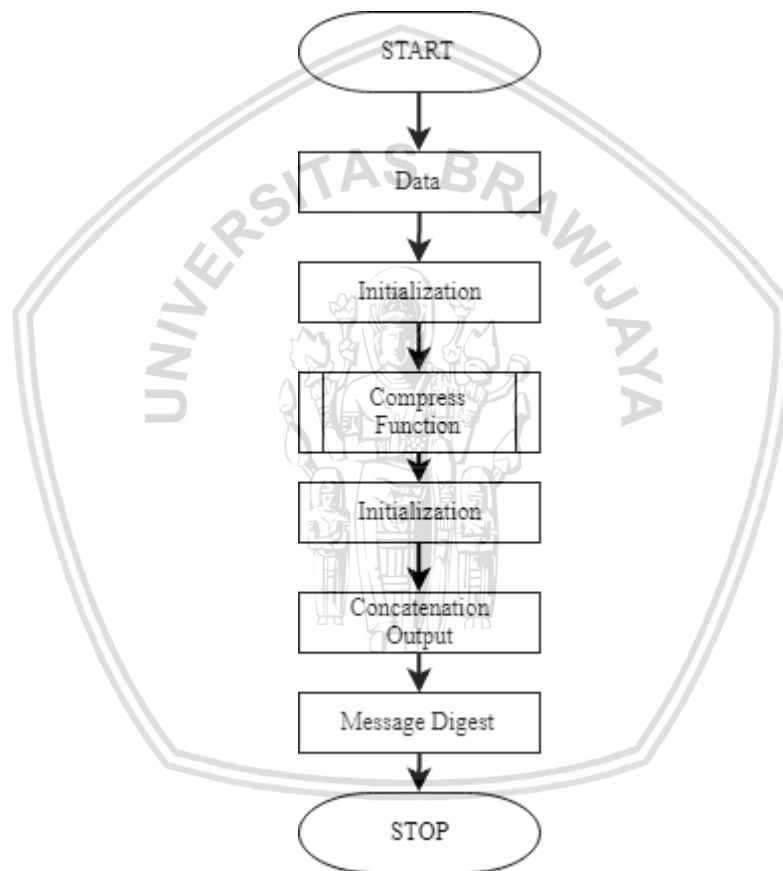 START
UNIVERSITAS BRAWIJAYA
Data
Initialization
Compress
Function
Initialization
Concatenation
Output
Message Digest
STOP